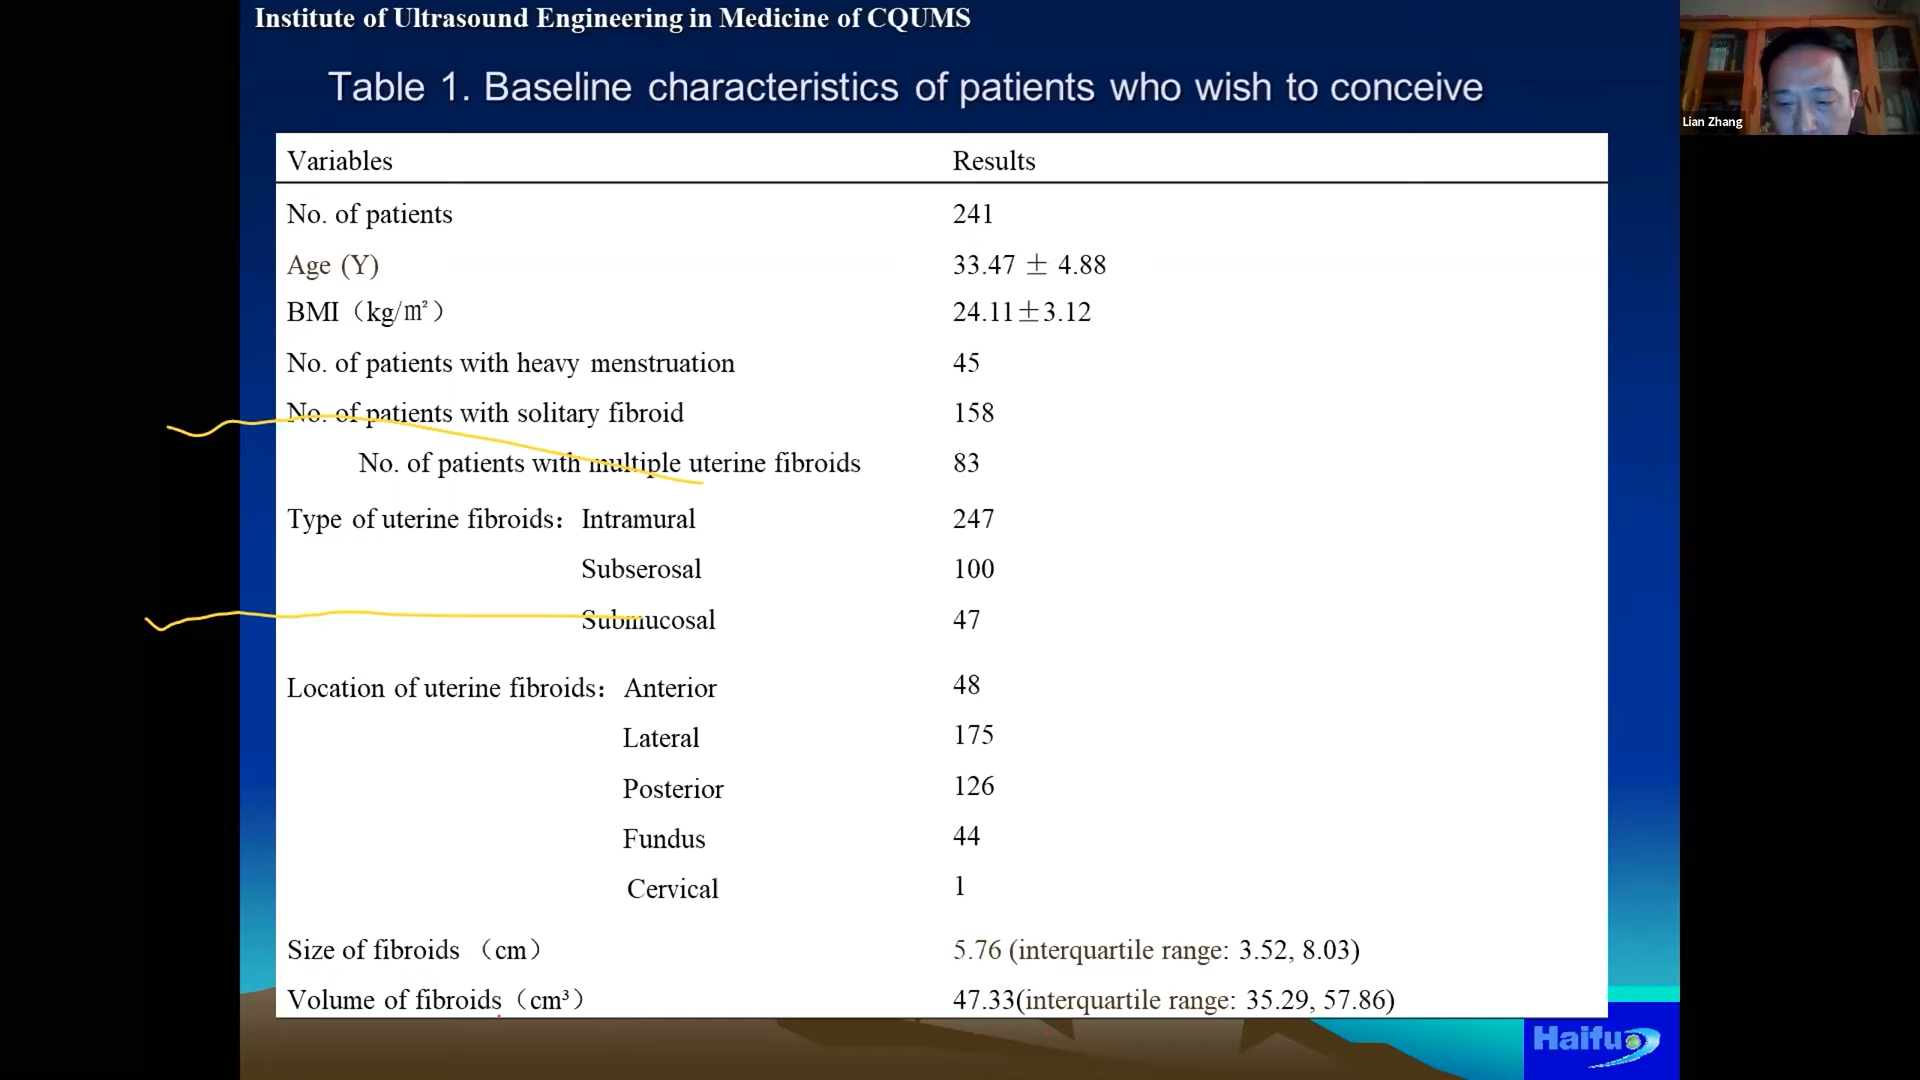 Institute of Ultrasound Engineering in Medicine of CQUMS
Table 1. Baseline characteristics of patients who wish to conceive
Lian Zhang
Variables Results
No. of patients 241
Age (Y) 33.47 ± 4.88
BMI（kg/㎡） 24.11±3.12
No. of patients with heavy menstruation 45
No. of patients with solitary fibroid 158
No. of patients with multiple uterine fibroids 83
Type of uterine fibroids： Intramural 247
Subserosal 100
Submucosal 47
Location of uterine fibroids： Anterior 48
Lateral 175
Posterior 126
Fundus 44
Cervical 1
Size of fibroids （cm） 5.76 (interquartile range: 3.52, 8.03)
Volume of fibroids（cm³） 47.33(interquartile range: 35.29, 57.86)
Haifu